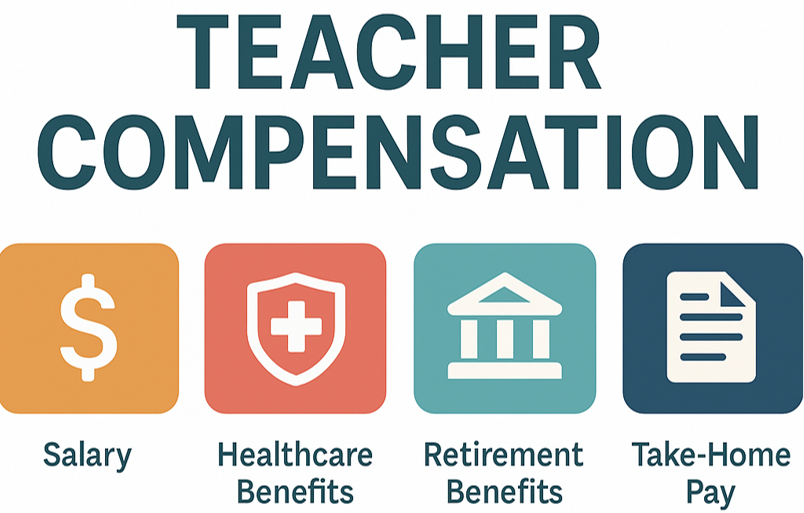 TEACHER
COMPENSATION
$
Salary
Healthcare
Benefits
Retirement
Benefits
Take-Home
Pay